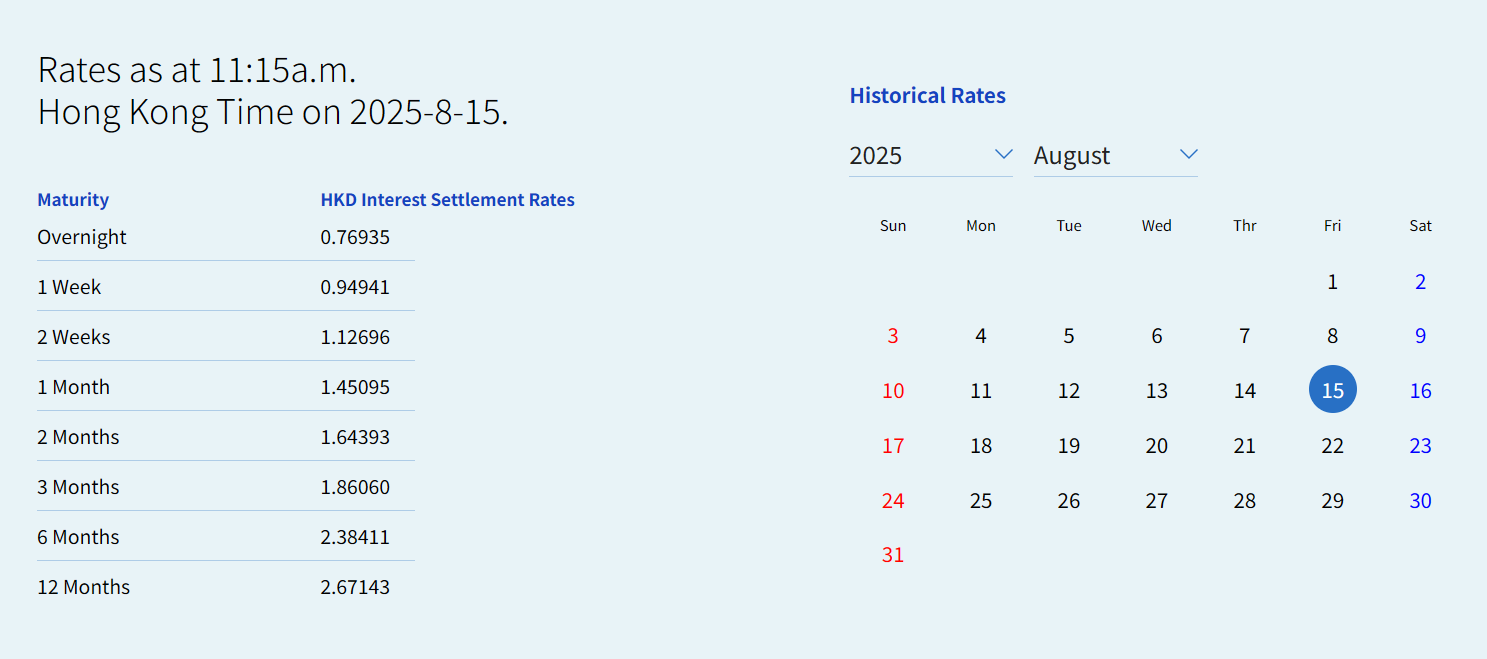 Rates as at 11:15a.m.
Hong Kong Time on 2025-8-15.
Maturity HKD Interest Settlement Rates
Overnight 0.76935
1 Week 0.94941
2 Weeks 1.12696
1 Month 1.45095
2 Months 1.64393
3 Months 1.86060
6 Months 2.38411
12 Months 2.67143
Historical Rates
2025 August
Sun Mon Tue Wed Thr Fri Sat
1 2
3 4 5 6 7 8 9
10 11 12 13 14 15 16
17 18 19 20 21 22 23
24 25 26 27 28 29 30
31